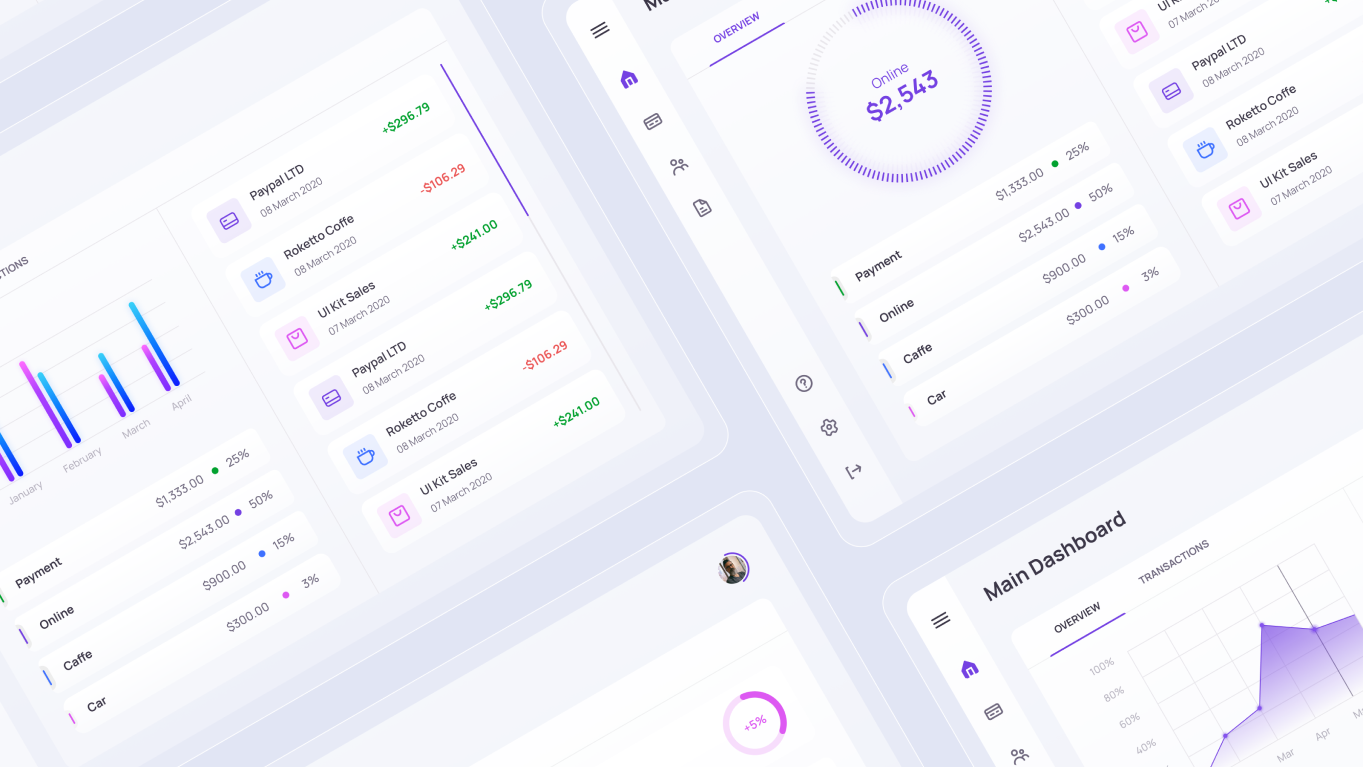 CTIONS
January
February
March
April
Payment
$1,333.00
25%
Online
$2,543.00
50%
Caffe
$900.00
15%
Car
$300.00
3%
Paypal LTD
08 March 2020
+$296.79
Roketto Coffe
08 March 2020
-$106.29
UI Kit Sales
07 March 2020
+$241.00
Paypal LTD
08 March 2020
+$296.79
Roketto Coffe
08 March 2020
-$106.29
UI Kit Sales
07 March 2020
+$241.00
OVERVIEW
Online
$2,543
Payment
$1,333.00
25%
Online
$2,543.00
50%
Caffe
$900.00
15%
Car
$300.00
3%
07 March 2020
Paypal LTD
08 March 2020
Roketto Coffe
08 March 2020
UI Kit Sales
07 March 2020
+5%
Main Dashboard
OVERVIEW
TRANSACTIONS
100%
80%
60%
40%
Mar
Apr